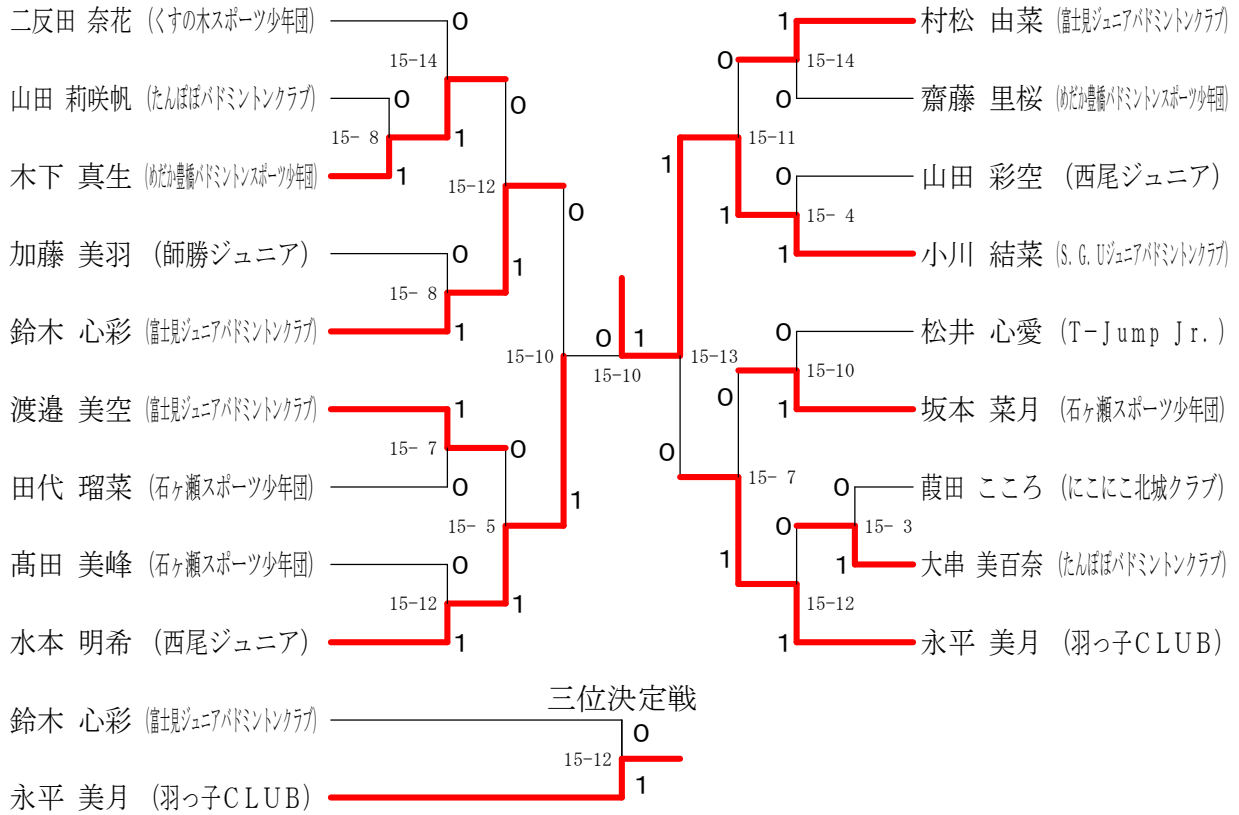 二反田 奈花 (くすの木スポーツ少年団)
0
15-14
山田 莉咲帆 (たんぽぽバドミントンクラブ)
0
0
15- 8
1
木下 真生 (めだか豊橋バドミントンスポーツ少年団)
1
15-12
0
加藤 美羽 (師勝ジュニア)
0
1
15- 8
鈴木 心彩 (富士見ジュニアバドミントンクラブ)
1
15-10
渡邉 美空 (富士見ジュニアバドミントンクラブ)
1
15- 7
0
田代 瑠菜 (石ヶ瀬スポーツ少年団)
0
1
15- 5
髙田 美峰 (石ヶ瀬スポーツ少年団)
0
15-12
1
水本 明希 (西尾ジュニア)
1
0
1
15-10
1
村松 由菜 (富士見ジュニアバドミントンクラブ)
0
15-14
0
齋藤 里桜 (めだか豊橋バドミントンスポーツ少年団)
15-11
1
0
山田 彩空 (西尾ジュニア)
1
15- 4
1
小川 結菜 (S.G.Uジュニアバドミントンクラブ)
15-13
0
松井 心愛 (T-Jump Jr.)
15-10
0
1
坂本 菜月 (石ヶ瀬スポーツ少年団)
0
15- 7
0
葭田 こころ (にこにこ北城クラブ)
0
15- 3
1
1
大串 美百奈 (たんぽぽバドミントンクラブ)
15-12
1
永平 美月 (羽っ子CLUB)
三位決定戦
鈴木 心彩 (富士見ジュニアバドミントンクラブ)
0
15-12
1
永平 美月 (羽っ子CLUB)